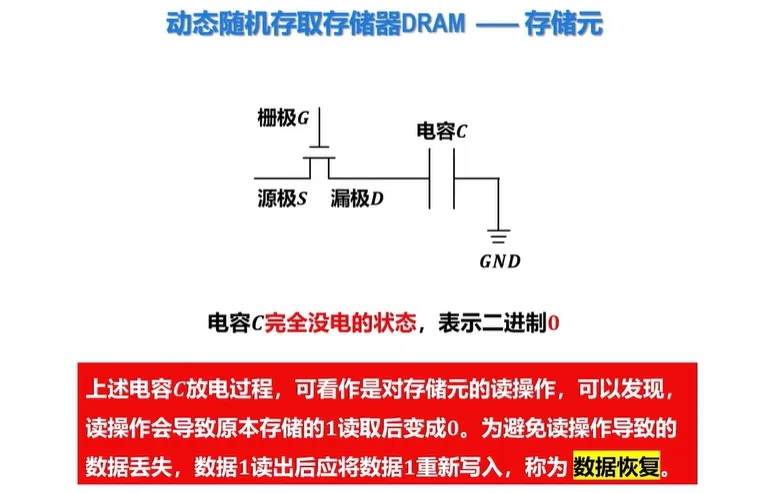 动态随机存取存储器DRAM —— 存储元
栅极G
电容C
源极S 漏极D
GND
电容C完全没电的状态，表示二进制0
上述电容C放电过程，可看作是对存储元的读操作，可以发现，
读操作会导致原本存储的1读取后变成0。为避免读操作导致的
数据丢失，数据1读出后应将数据1重新写入，称为 数据恢复。